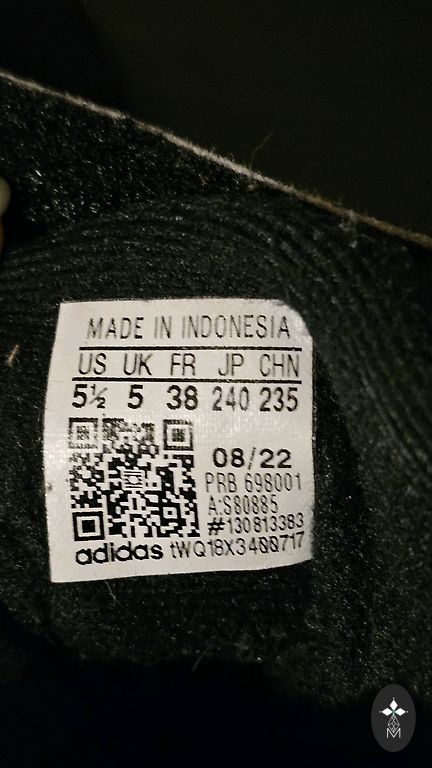 MADE IN INDONESIA
US UK FR JP CHN
5½ 5 38 240 235
08/22
PRB 698001
A:S80885
#130813383
adidas tWQ18X3400717
M